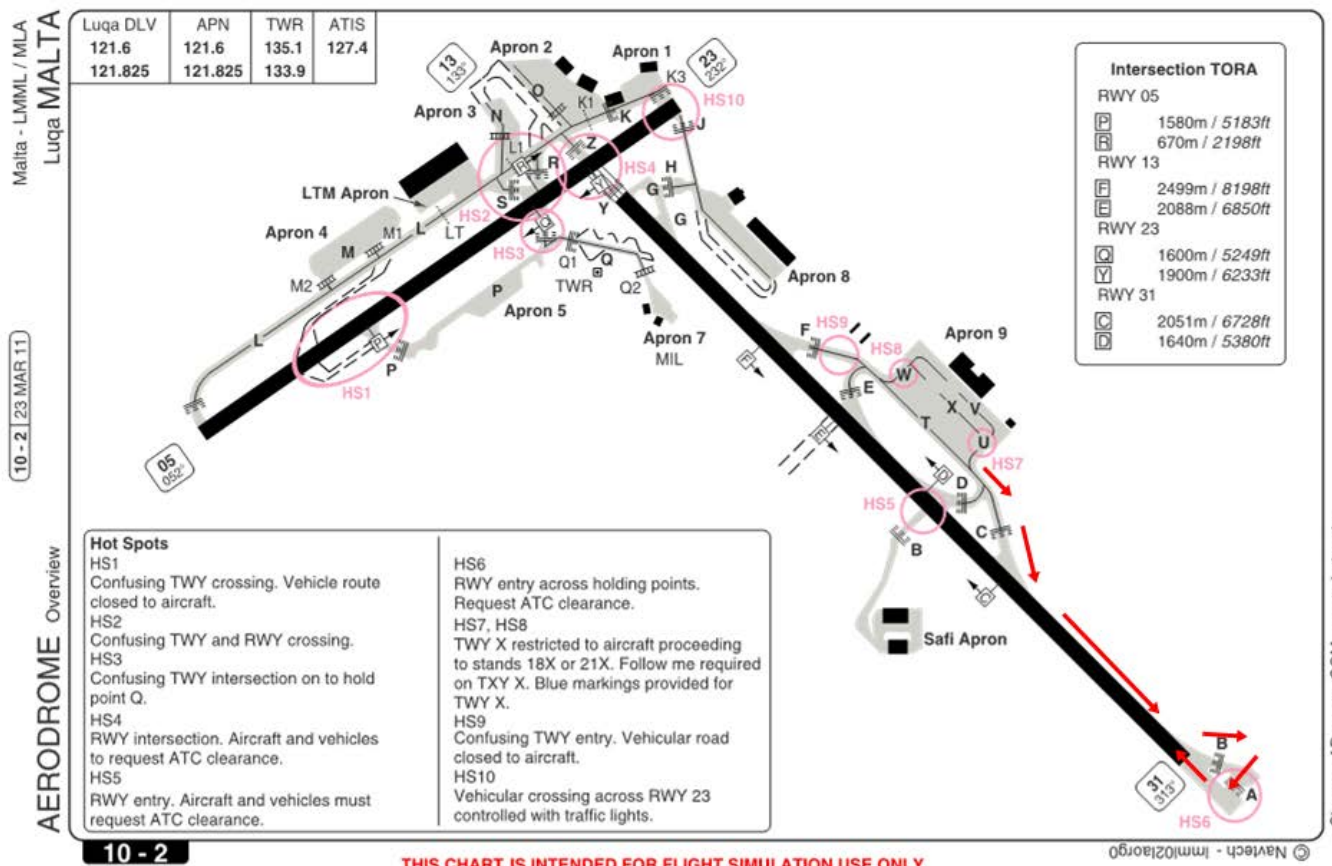 Malta - LMML / MLA
Luqa MALTA
10 - 2 | 23 MAR 11
AERODROME Overview
Luqa DLV APN TWR ATIS
121.6 121.6 135.1 127.4
121.825 121.825 133.9
13
133°
Apron 2
Apron 1
23
232°
K3
HS10
O
K1
K
J
Apron 3
N
L1
R
R
Z
HS4
H
G
G
Y
Y
S
HS2
LTM Apron
L
LT
Apron 4
M
M1
M2
L
Q
HS3
Q1
Q
TWR
Q2
P
Apron 5
Apron 7
MIL
Apron 8
P
P
HS1
05
052°
F
F
HS9
HS8
Apron 9
W
E
E
X
V
T
U
HS7
D
D
HS5
B
C
C
Safi Apron
B
A
31
313°
HS6
Intersection TORA
RWY 05
P 1580m / 5183ft
R 670m / 2198ft
RWY 13
F 2499m / 8198ft
E 2088m / 6850ft
RWY 23
Q 1600m / 5249ft
Y 1900m / 6233ft
RWY 31
C 2051m / 6728ft
D 1640m / 5380ft
Hot Spots
HS1
Confusing TWY crossing. Vehicle route
closed to aircraft.
HS2
Confusing TWY and RWY crossing.
HS3
Confusing TWY intersection on to hold
point Q.
HS4
RWY intersection. Aircraft and vehicles
to request ATC clearance.
HS5
RWY entry. Aircraft and vehicles must
request ATC clearance.
HS6
RWY entry across holding points.
Request ATC clearance.
HS7, HS8
TWY X restricted to aircraft proceeding
to stands 18X or 21X. Follow me required
on TXY X. Blue markings provided for
TWY X.
HS9
Confusing TWY entry. Vehicular road
closed to aircraft.
HS10
Vehicular crossing across RWY 23
controlled with traffic lights.
10 - 2
THIS CHART IS INTENDED FOR FLIGHT SIMULATION USE ONLY
© Navtech - lmml02laorg0